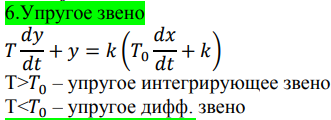 6.Упругое звено
T dy/dt + y = k (T₀ dx/dt + k)
T>T₀ – упругое интегрирующее звено
T<T₀ – упругое дифф. звено